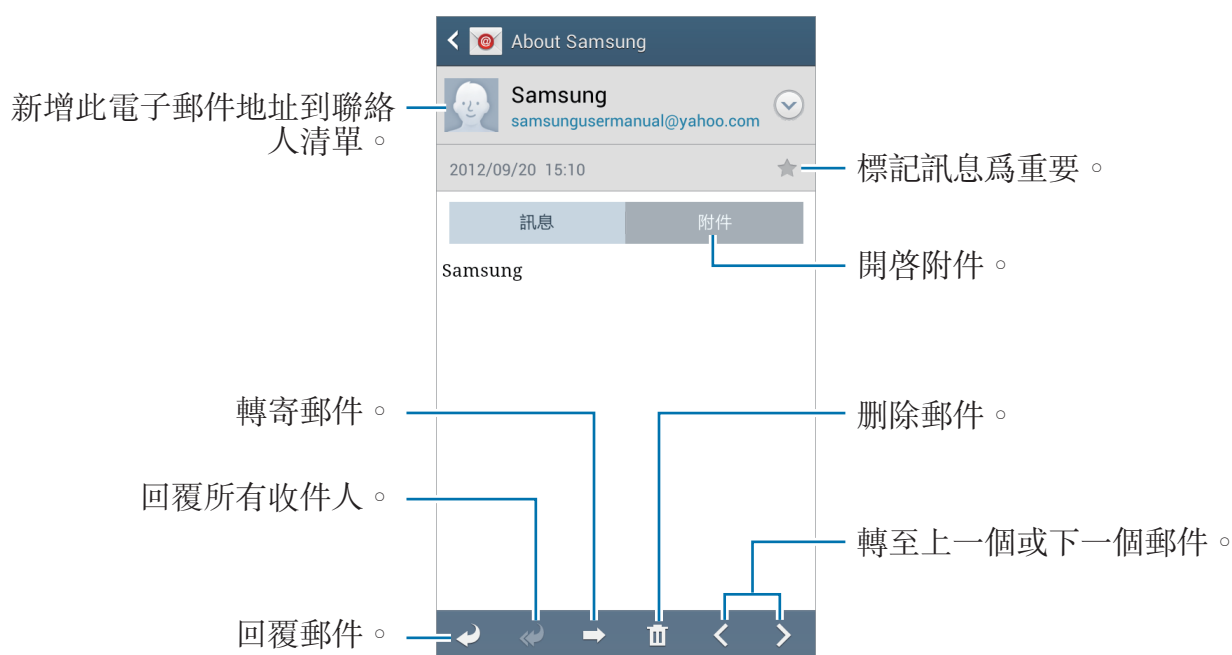 About Samsung
新增此電子郵件地址到聯絡
人清單。
Samsung
samsungusermanual@yahoo.com
2012/09/20 15:10
標記訊息爲重要。
訊息
附件
開啓附件。
Samsung
轉寄郵件。
刪除郵件。
回覆所有收件人。
轉至上一個或下一個郵件。
回覆郵件。